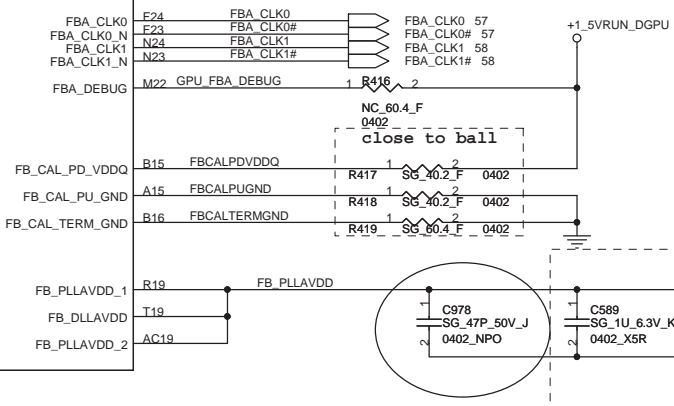 FBA_CLK0 F24 FBA_CLK0 FBA_CLK0 57
FBA_CLK0_N F23 FBA_CLK0# FBA_CLK0# 57
FBA_CLK1 N24 FBA_CLK1 FBA_CLK1 58
FBA_CLK1_N N23 FBA_CLK1# FBA_CLK1# 58
+1_5VRUN_DGPU
FBA_DEBUG M22 GPU_FBA_DEBUG 1 R416 2
NC_60.4_F
0402
close to ball
FB_CAL_PD_VDDQ B15 FBCALPDVDDQ 1 2
R417 SG_40.2_F 0402
FB_CAL_PU_GND A15 FBCALPUGND 1 2
R418 SG_40.2_F 0402
FB_CAL_TERM_GND B16 FBCALTERMGND 1 2
R419 SG_60.4_F 0402
FB_PLLAVDD_1 R19 FB_PLLAVDD
FB_DLLAVDD T19
FB_PLLAVDD_2 AC19
1 C978
SG_47P_50V_J
2 0402_NPO
1 C589
SG_1U_6.3V_K
2 0402_X5R